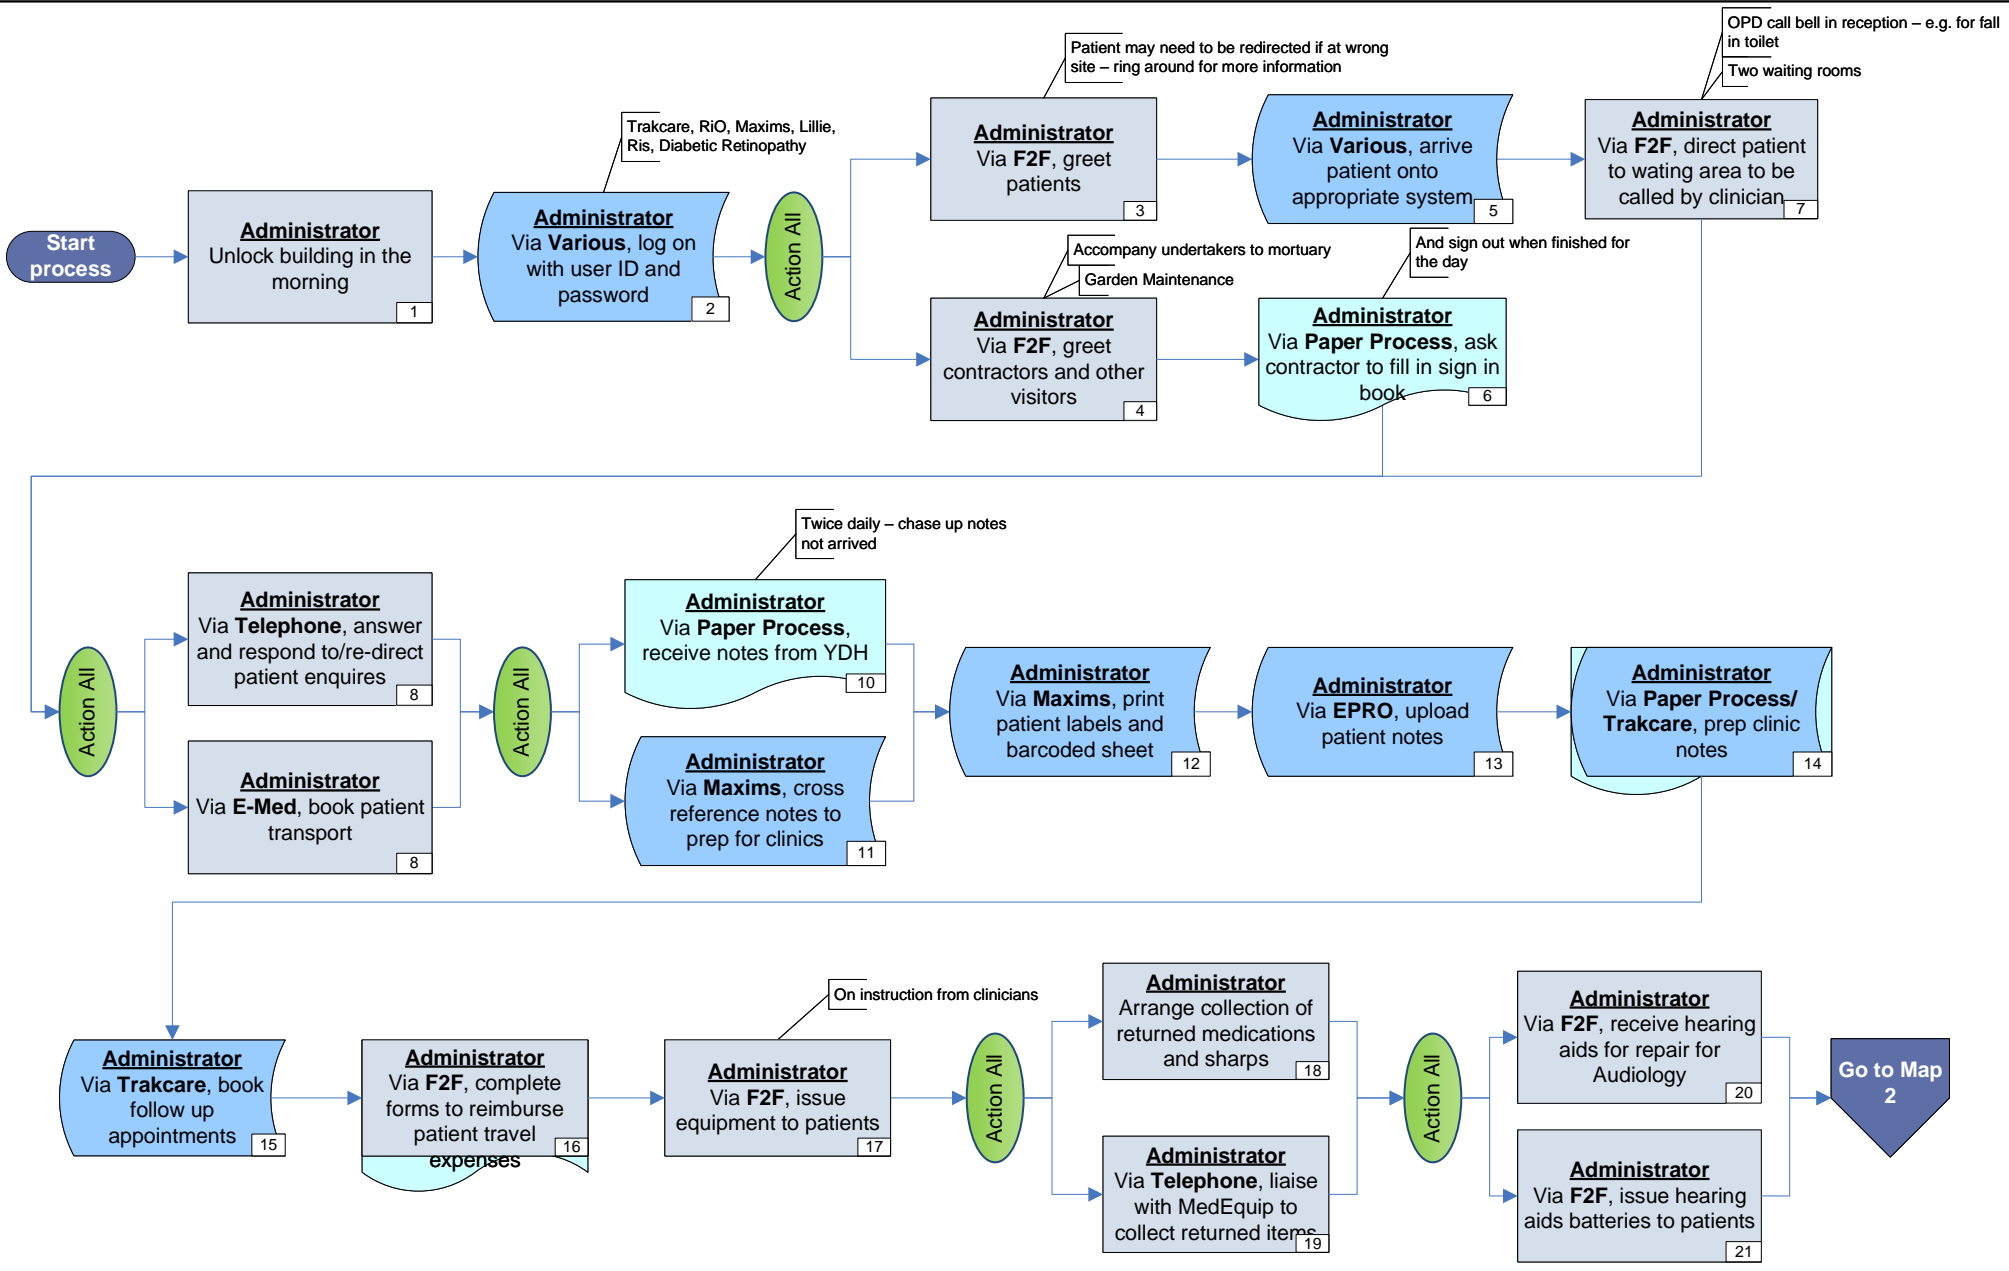 OPD call bell in reception – e.g. for fall
in toilet
Two waiting rooms
Patient may need to be redirected if at wrong
site – ring around for more information
Trakcare, RiO, Maxims, Lillie,
Ris, Diabetic Retinopathy
Start
process
Administrator
Unlock building in the
morning
1
Administrator
Via Various, log on
with user ID and
password
2
Action All
Administrator
Via F2F, greet
patients
3
Administrator
Via Various, arrive
patient onto
appropriate system
5
Administrator
Via F2F, direct patient
to wating area to be
called by clinician
7
Accompany undertakers to mortuary
Garden Maintenance
And sign out when finished for
the day
Administrator
Via F2F, greet
contractors and other
visitors
4
Administrator
Via Paper Process, ask
contractor to fill in sign in
book
6
Twice daily – chase up notes
not arrived
Action All
Administrator
Via Telephone, answer
and respond to/re-direct
patient enquires
8
Administrator
Via E-Med, book patient
transport
8
Action All
Administrator
Via Paper Process,
receive notes from YDH
10
Administrator
Via Maxims, cross
reference notes to
prep for clinics
11
Administrator
Via Maxims, print
patient labels and
barcoded sheet
12
Administrator
Via EPRO, upload
patient notes
13
Administrator
Via Paper Process/
Trakcare, prep clinic
notes
14
On instruction from clinicians
Administrator
Via Trakcare, book
follow up
appointments
15
Administrator
Via F2F, complete
forms to reimburse
patient travel
expenses
16
Administrator
Via F2F, issue
equipment to patients
17
Action All
Administrator
Arrange collection of
returned medications
and sharps
18
Administrator
Via Telephone, liaise
with MedEquip to
collect returned items
19
Action All
Administrator
Via F2F, receive hearing
aids for repair for
Audiology
20
Administrator
Via F2F, issue hearing
aids batteries to patients
21
Go to Map
2